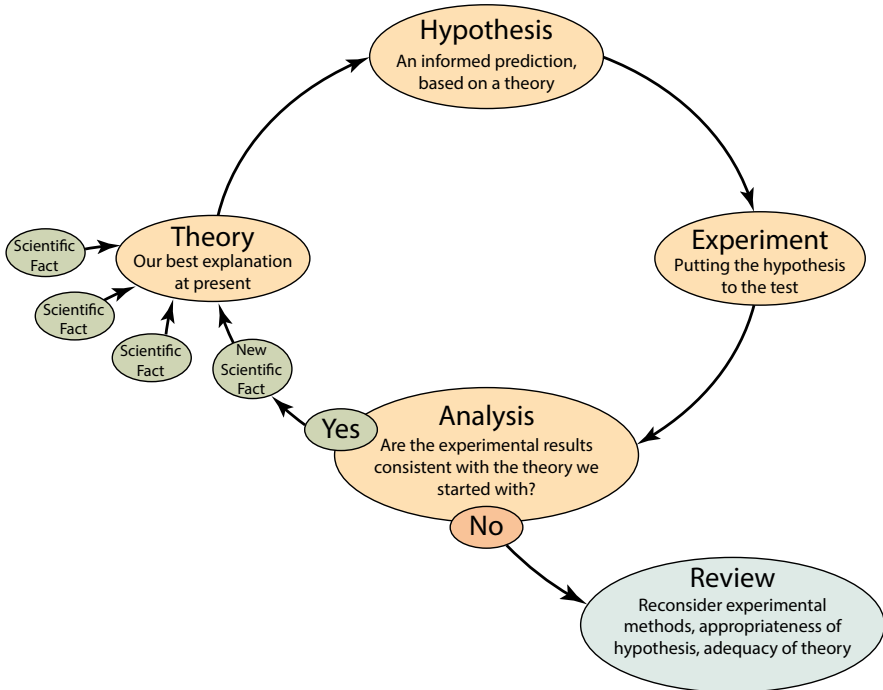 Hypothesis
An informed prediction,
based on a theory
Theory
Our best explanation
at present
Experiment
Putting the hypothesis
to the test
Scientific
Fact
Scientific
Fact
Scientific
Fact
New
Scientific
Fact
Yes
Analysis
Are the experimental results
consistent with the theory we
started with?
No
Review
Reconsider experimental
methods, appropriateness of
hypothesis, adequacy of theory